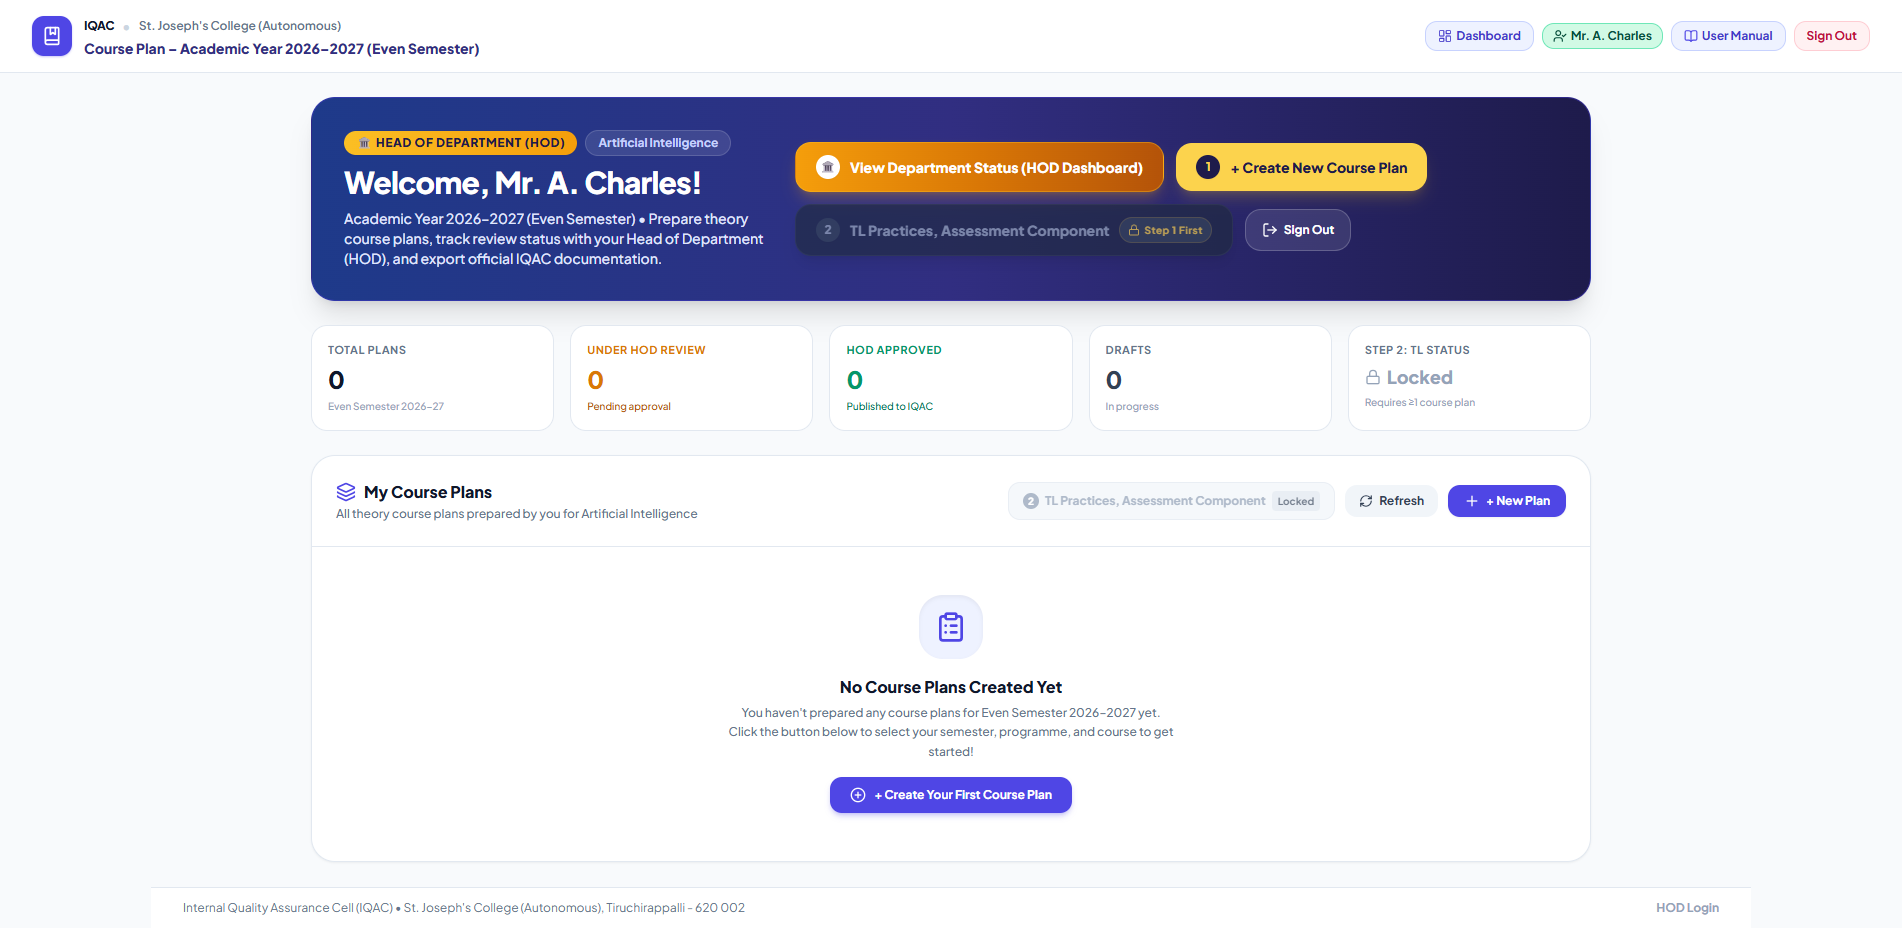 IQAC • St. Joseph's College (Autonomous)
Course Plan – Academic Year 2026–2027 (Even Semester)
Dashboard
Mr. A. Charles
User Manual
Sign Out
HEAD OF DEPARTMENT (HOD)
Artificial Intelligence
Welcome, Mr. A. Charles!
Academic Year 2026–2027 (Even Semester) • Prepare theory
course plans, track review status with your Head of Department
(HOD), and export official IQAC documentation.
View Department Status (HOD Dashboard)
1 + Create New Course Plan
2 TL Practices, Assessment Component Step 1 First
Sign Out
TOTAL PLANS
0
Even Semester 2026–27
UNDER HOD REVIEW
0
Pending approval
HOD APPROVED
0
Published to IQAC
DRAFTS
0
In progress
STEP 2: TL STATUS
Locked
Requires ≥1 course plan
My Course Plans
All theory course plans prepared by you for Artificial Intelligence
2 TL Practices, Assessment Component Locked
Refresh
+ New Plan
No Course Plans Created Yet
You haven't prepared any course plans for Even Semester 2026–2027 yet.
Click the button below to select your semester, programme, and course to get
started!
+ Create Your First Course Plan
Internal Quality Assurance Cell (IQAC) • St. Joseph's College (Autonomous), Tiruchirappalli - 620 002
HOD Login